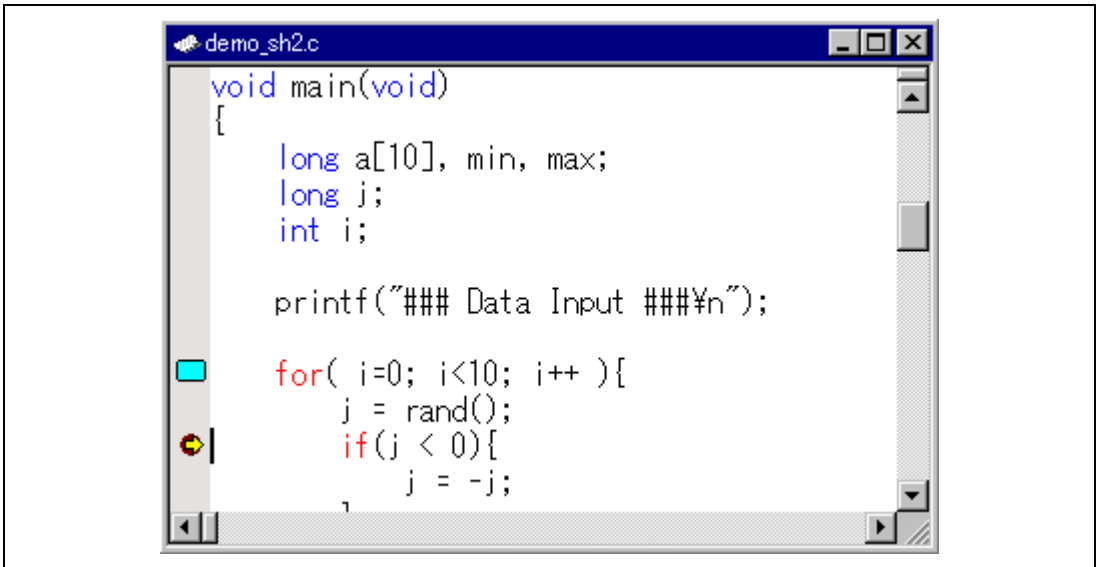 demo_sh2.c
void main(void)
{
    long a[10], min, max;
    long j;
    int i;
    printf("### Data Input ###¥n");
    for( i=0; i<10; i++ ){
        j = rand();
        if(j < 0){
            j = -j;